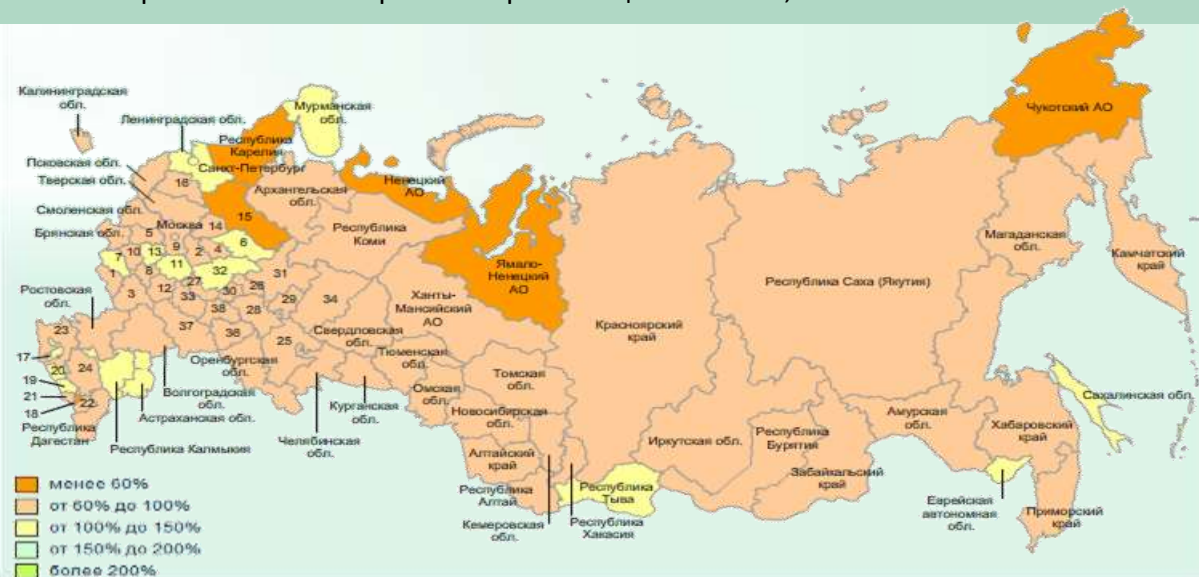 Калининградская
обл.
Ленинградская обл.
Мурманская
обл.
Республика
Карелия
Псковская обл.
Тверская обл.
Санкт-Петербург
16
Смоленская обл.
Брянская обл.
Архангельская
обл.
Ненецкий
АО
Чукотский АО
Москва
14
15
5
6
7
10
13
9
2
4
1
8
11
32
Республика
Коми
Ямало-
Ненецкий
АО
Магаданская
обл.
Камчатский
край
Республика Саха (Якутия)
Ростовская
обл.
3
12
27
33
30
26
31
29
34
38
28
37
36
25
Ханты-
Мансийский
АО
Красноярский
край
23
17
20
24
19
21
18
22
Свердловская
обл.
Тюменская
обл.
Оренбургская
обл.
Омская
обл.
Томская
обл.
Новосибирская
обл.
Волгоградская
обл.
Астраханская обл.
Республика
Дагестан
Республика Калмыкия
Челябинская
обл.
Курганская
обл.
Алтайский
край
Республика
Алтай
Кемеровская
обл.
Республика
Хакасия
Республика
Тыва
Иркутская обл.
Республика
Бурятия
Забайкальский
край
Амурская
обл.
Хабаровский
край
Сахалинская обл.
Еврейская
автономная
обл.
Приморский
край
менее 60%
от 60% до 100%
от 100% до 150%
от 150% до 200%
более 200%